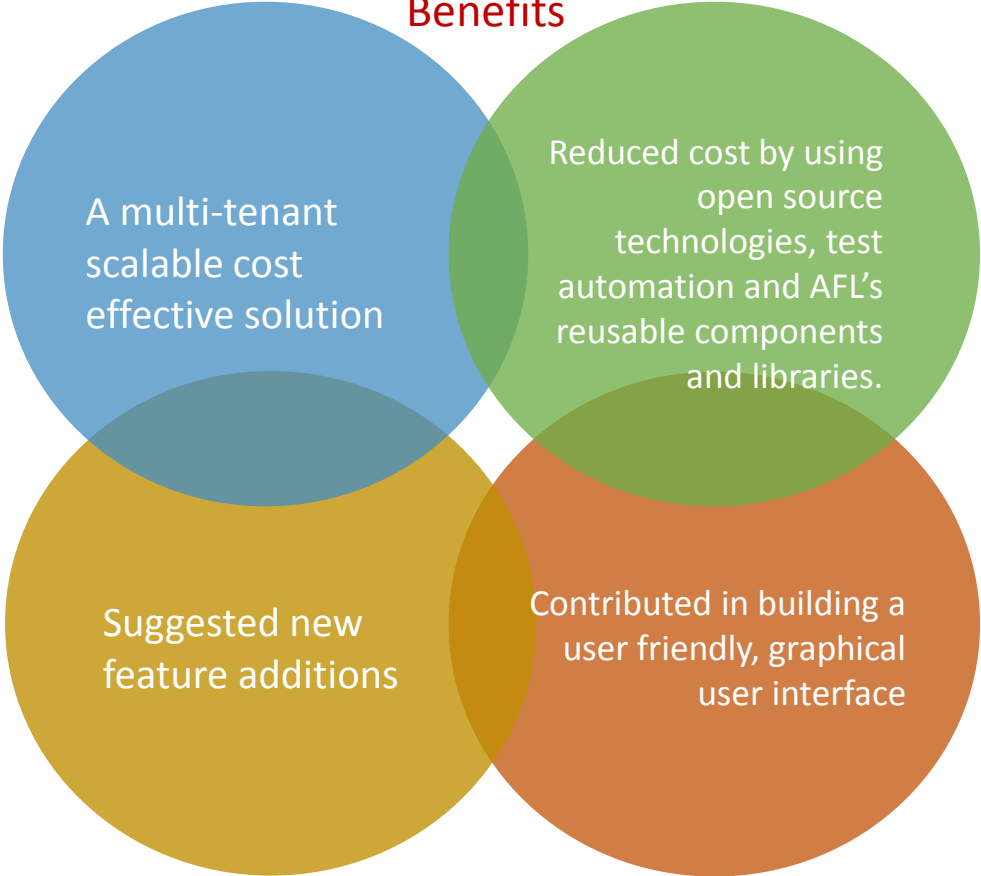 Benefits
A multi-tenant
scalable cost
effective solution
Reduced cost by using
open source
technologies, test
automation and AFL's
reusable components
and libraries.
Suggested new
feature additions
Contributed in building a
user friendly, graphical
user interface